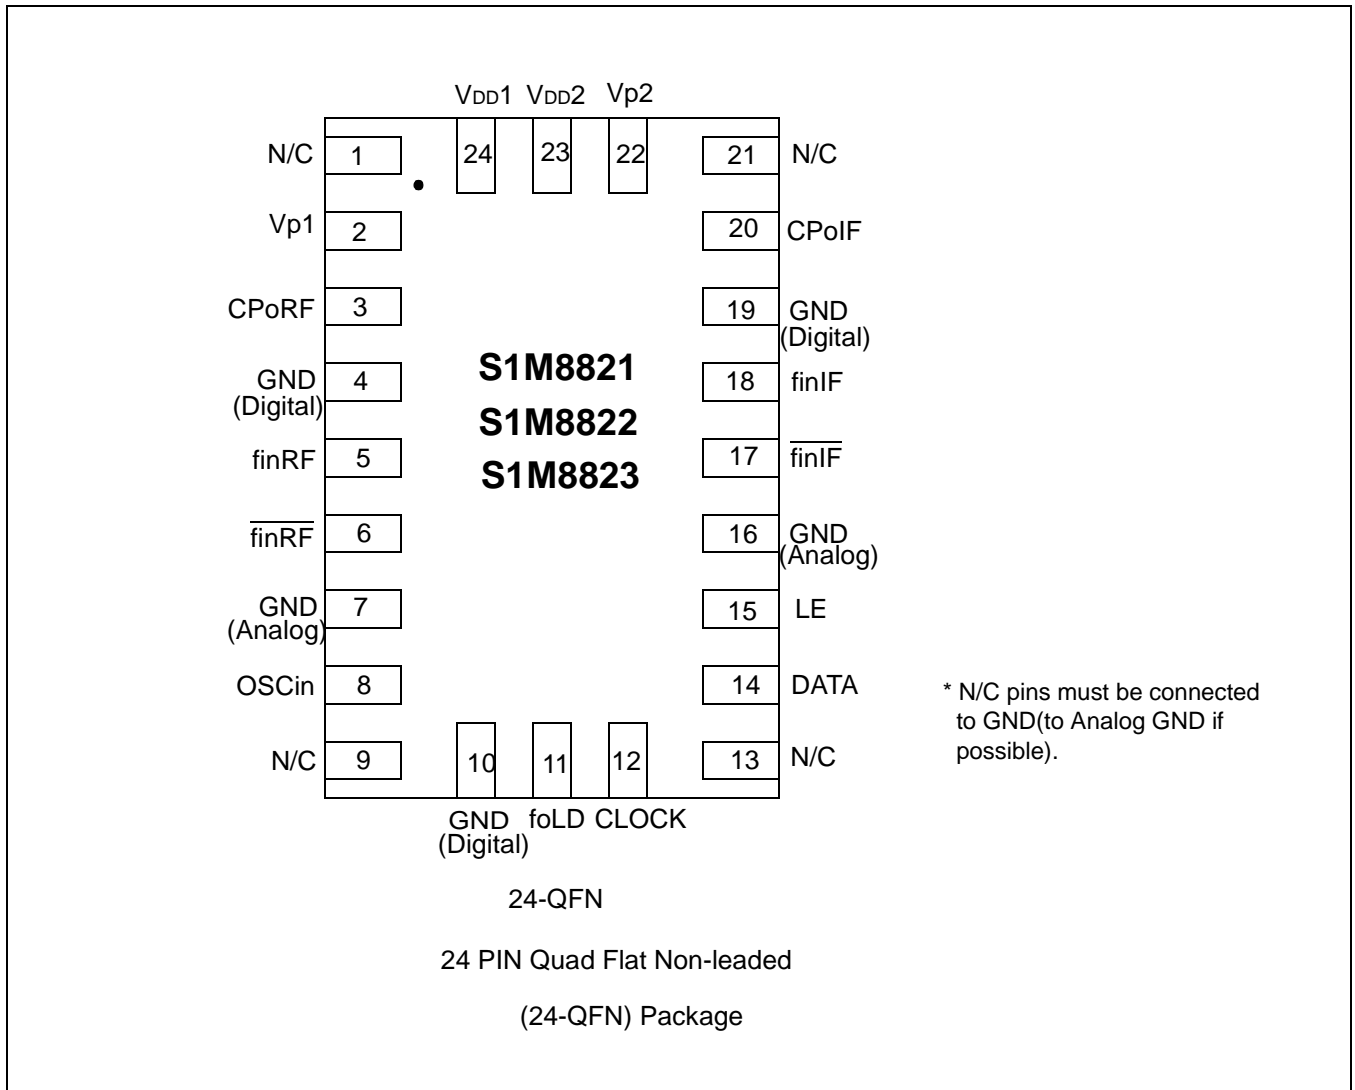 VDD1 VDD2 Vp2
24 23 22
N/C 1
21 N/C
Vp1 2
20 CPoIF
CPoRF 3
19 GND
(Digital)
GND 4
(Digital)
18 finIF
finRF 5
17 finIF
finRF 6
16 GND
(Analog)
GND 7
(Analog)
15 LE
OSCin 8
14 DATA
N/C 9
13 N/C
S1M8821
S1M8822
S1M8823
10 11 12
GND foLD CLOCK
(Digital)
* N/C pins must be connected
to GND(to Analog GND if
possible).
24-QFN
24 PIN Quad Flat Non-leaded
(24-QFN) Package